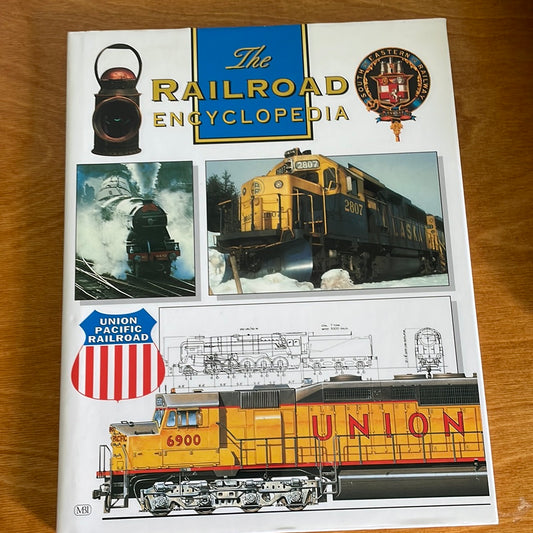 The
RAILROAD
ENCYCLOPEDIA
SOUTH EASTERN RAILWAY
2807
2807
ALASKA
UNION
PACIFIC
RAILROAD
6900
UNION
MBI